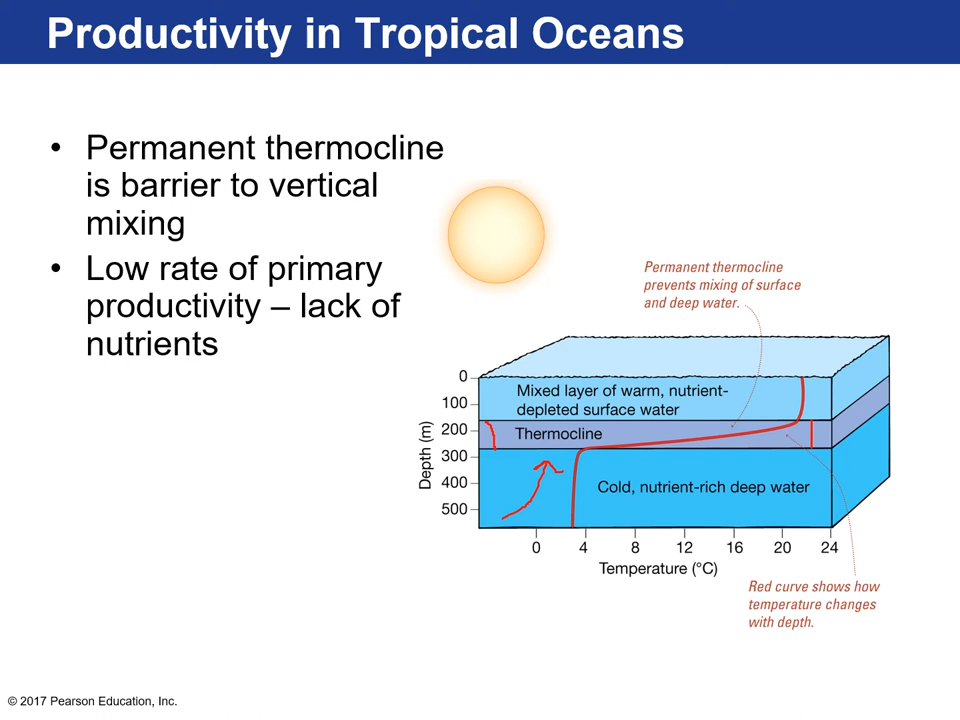 Productivity in Tropical Oceans
• Permanent thermocline
is barrier to vertical
mixing
• Low rate of primary
productivity – lack of
nutrients
Permanent thermocline
prevents mixing of surface
and deep water.
0
100
200
300
400
500
Depth (m)
Mixed layer of warm, nutrient-
depleted surface water
Thermocline
Cold, nutrient-rich deep water
0 4 8 12 16 20 24
Temperature (°C)
Red curve shows how
temperature changes
with depth.
© 2017 Pearson Education, Inc.